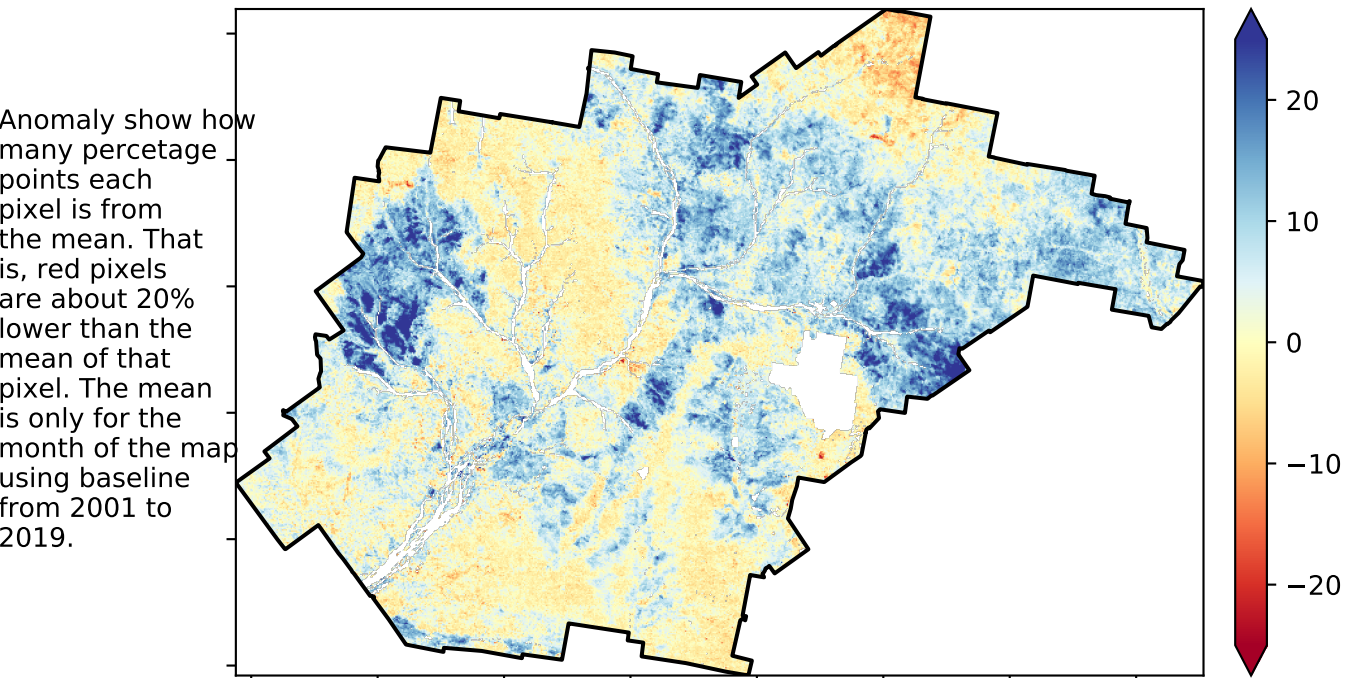 Anomaly show how
many percetage
points each
pixel is from
the mean. That
is, red pixels
are about 20%
lower than the
mean of that
pixel. The mean
is only for the
month of the map
using baseline
from 2001 to
2019.
20
10
0
−10
−20